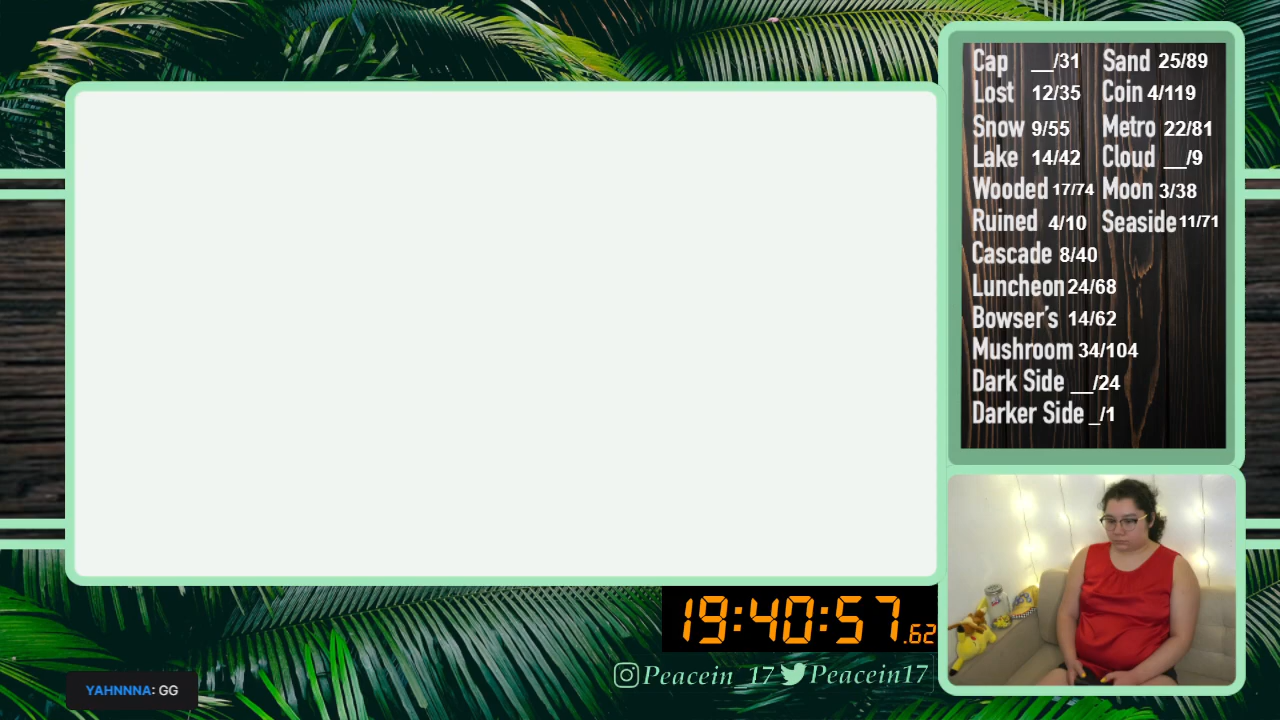 Cap __/31 Sand 25/89
Lost 12/35 Coin 4/119
Snow 9/55 Metro 22/81
Lake 14/42 Cloud __/9
Wooded 17/74 Moon 3/38
Ruined 4/10 Seaside 11/71
Cascade 8/40
Luncheon 24/68
Bowser's 14/62
Mushroom 34/104
Dark Side __/24
Darker Side _/1
19:40:57.62
Peacein_17 Peacein17
YAHNNNA: GG